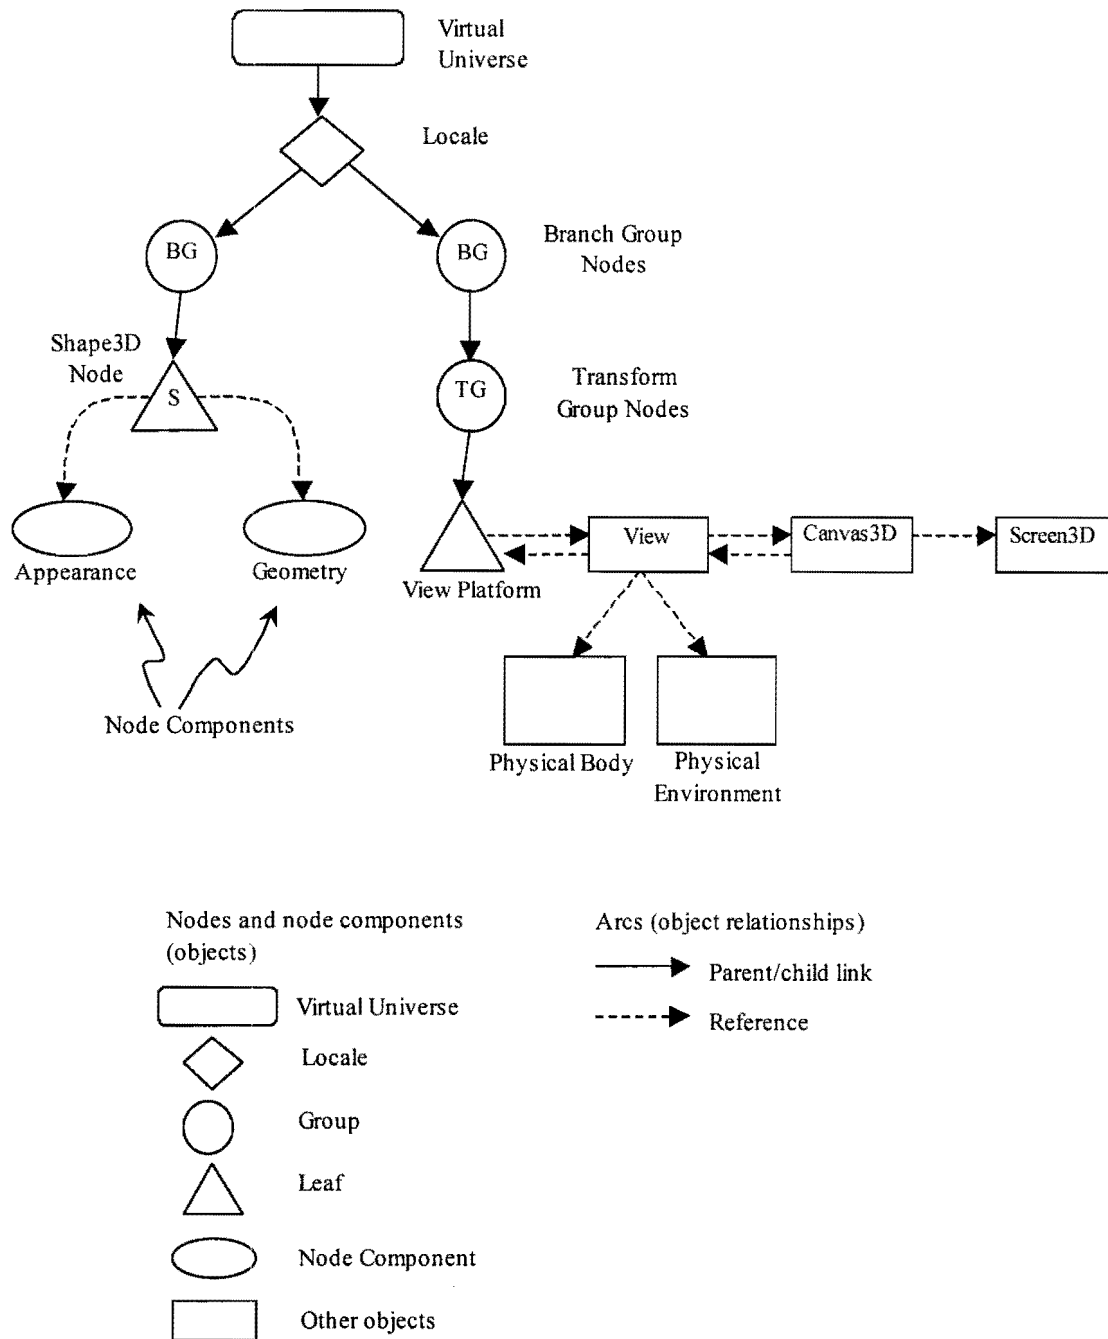 Virtual
Universe
Locale
BG
BG
Branch Group
Nodes
Shape3D
Node
S
TG
Transform
Group Nodes
View
Canvas3D
Screen3D
Appearance
Geometry
View Platform
Node Components
Physical Body
Physical
Environment
Nodes and node components
(objects)
Virtual Universe
Locale
Group
Leaf
Node Component
Other objects
Arcs (object relationships)
Parent/child link
Reference